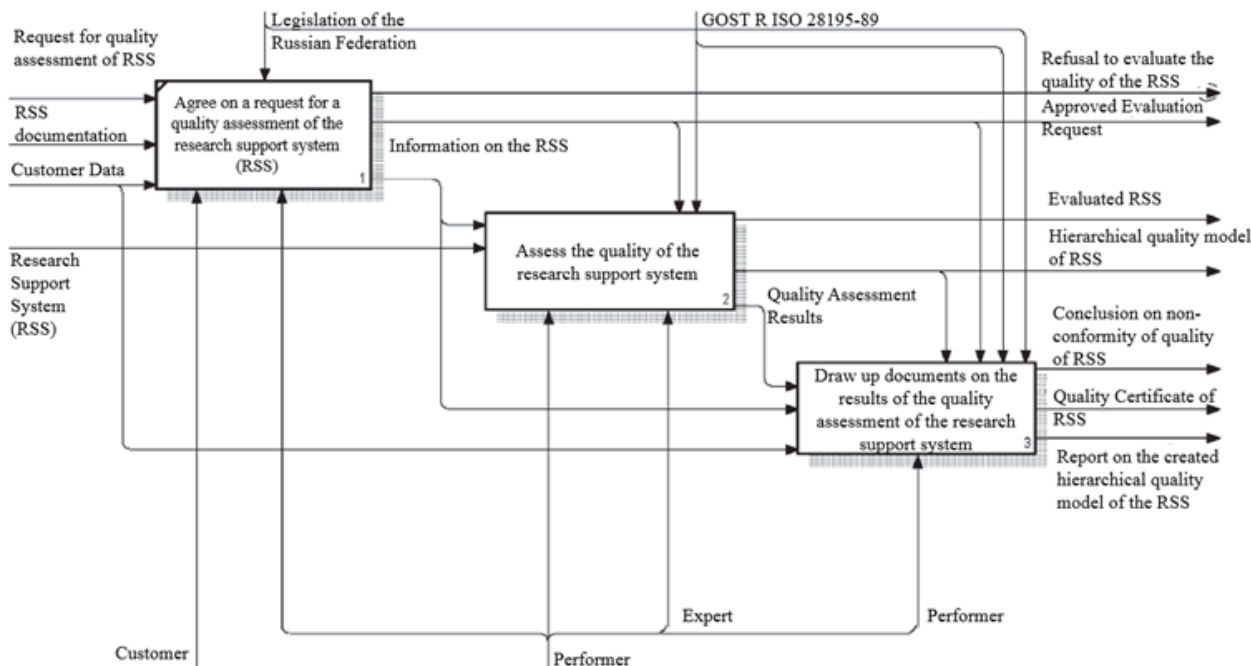 Legislation of the
Russian Federation
GOST R ISO 28195-89
Request for quality
assessment of RSS
RSS
documentation
Customer Data
Agree on a request for a
quality assessment of the
research support system
(RSS)
1
Refusal to evaluate the
quality of the RSS
Approved Evaluation
Request
Information on the RSS
Research
Support
System
(RSS)
Assess the quality of the
research support system
2
Evaluated RSS
Hierarchical quality model
of RSS
Quality Assessment
Results
Draw up documents on the
results of the quality
assessment of the research
support system
3
Conclusion on non-
conformity of quality
of RSS
Quality Certificate of
RSS
Report on the created
hierarchical quality
model of the RSS
Expert
Performer
Customer
Performer